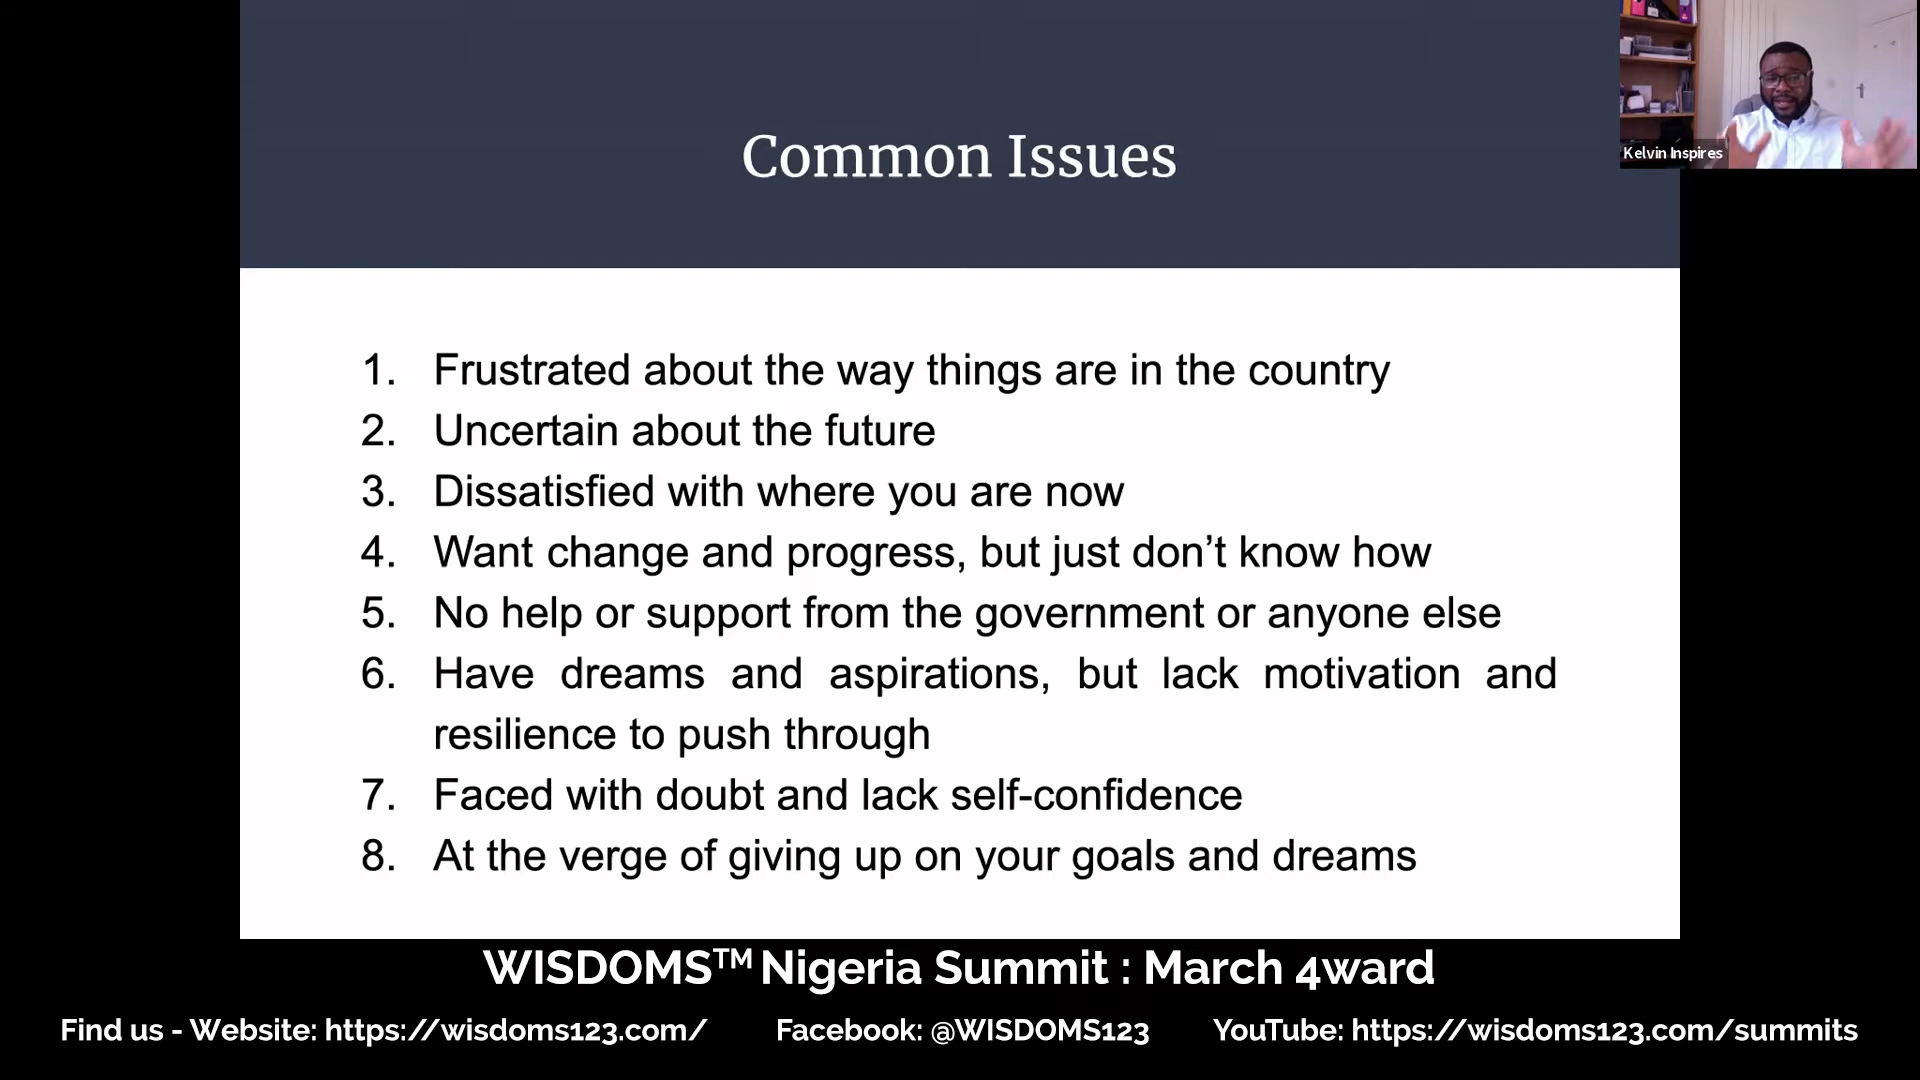 Common Issues
Kelvin Inspires
1. Frustrated about the way things are in the country
2. Uncertain about the future
3. Dissatisfied with where you are now
4. Want change and progress, but just don’t know how
5. No help or support from the government or anyone else
6. Have dreams and aspirations, but lack motivation and
resilience to push through
7. Faced with doubt and lack self-confidence
8. At the verge of giving up on your goals and dreams
WISDOMS™ Nigeria Summit : March 4ward
Find us - Website: https://wisdoms123.com/ Facebook: @WISDOMS123 YouTube: https://wisdoms123.com/summits